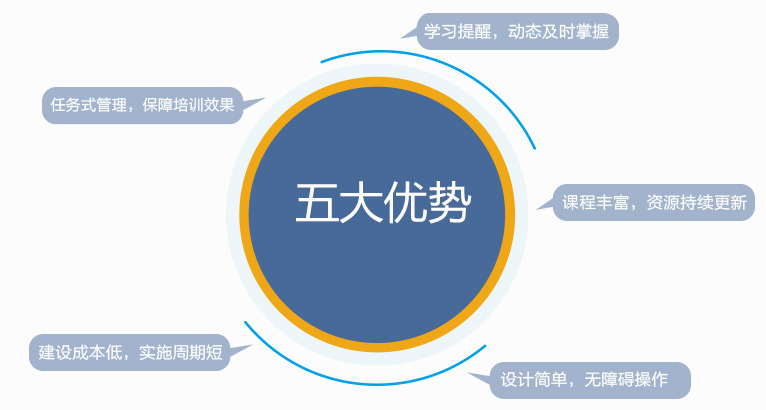 学习提醒，动态及时掌握
任务式管理，保障培训效果
五大优势
课程丰富，资源持续更新
建设成本低，实施周期短
设计简单，无障碍操作